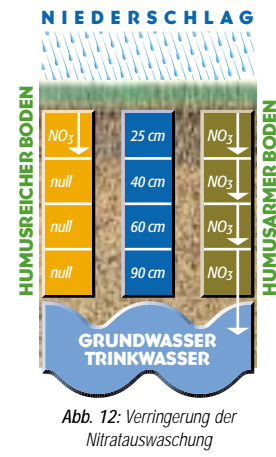 NIEDERSCHLAG
HUMUSREICHER BODEN
NO3
null
null
null
25 cm
40 cm
60 cm
90 cm
NO3
NO3
NO3
NO3
HUMUSARMER BODEN
GRUNDWASSER
TRINKWASSER
Abb. 12: Verringerung der
Nitratauswaschung